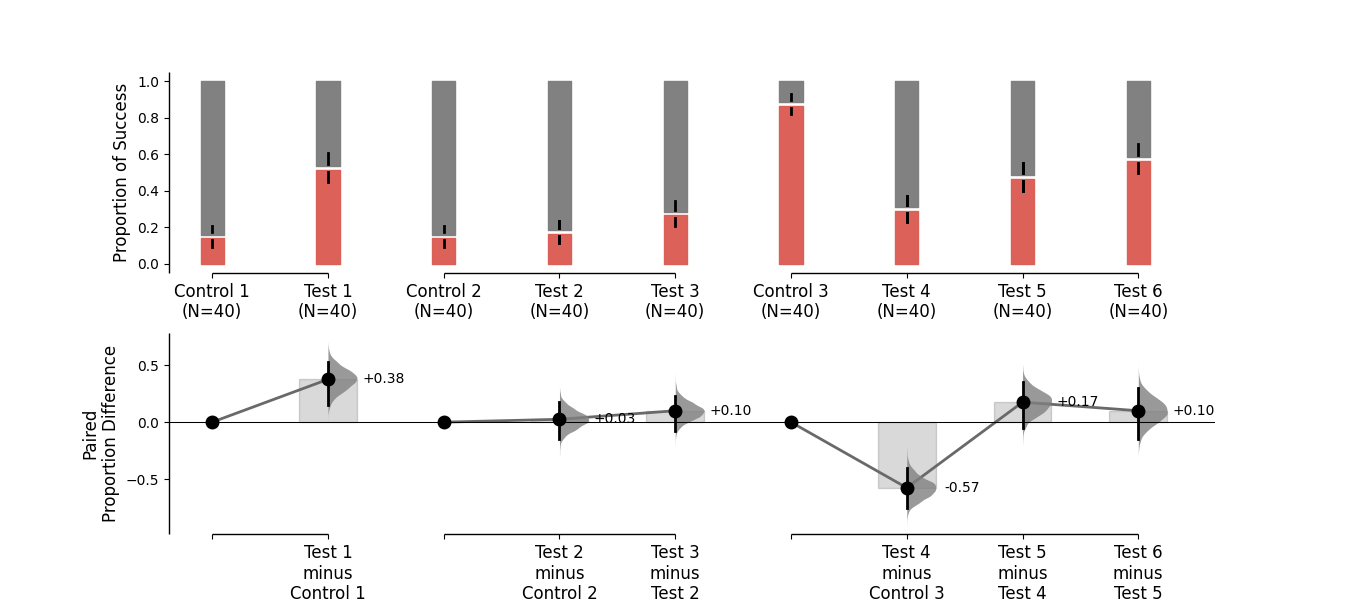 Proportion of Success
1.0
0.8
0.6
0.4
0.2
0.0
Control 1
(N=40)
Test 1
(N=40)
Control 2
(N=40)
Test 2
(N=40)
Test 3
(N=40)
Control 3
(N=40)
Test 4
(N=40)
Test 5
(N=40)
Test 6
(N=40)
Paired
Proportion Difference
0.5
0.0
−0.5
+0.38
+0.03
+0.10
-0.57
+0.17
+0.10
Test 1
minus
Control 1
Test 2
minus
Control 2
Test 3
minus
Test 2
Test 4
minus
Control 3
Test 5
minus
Test 4
Test 6
minus
Test 5